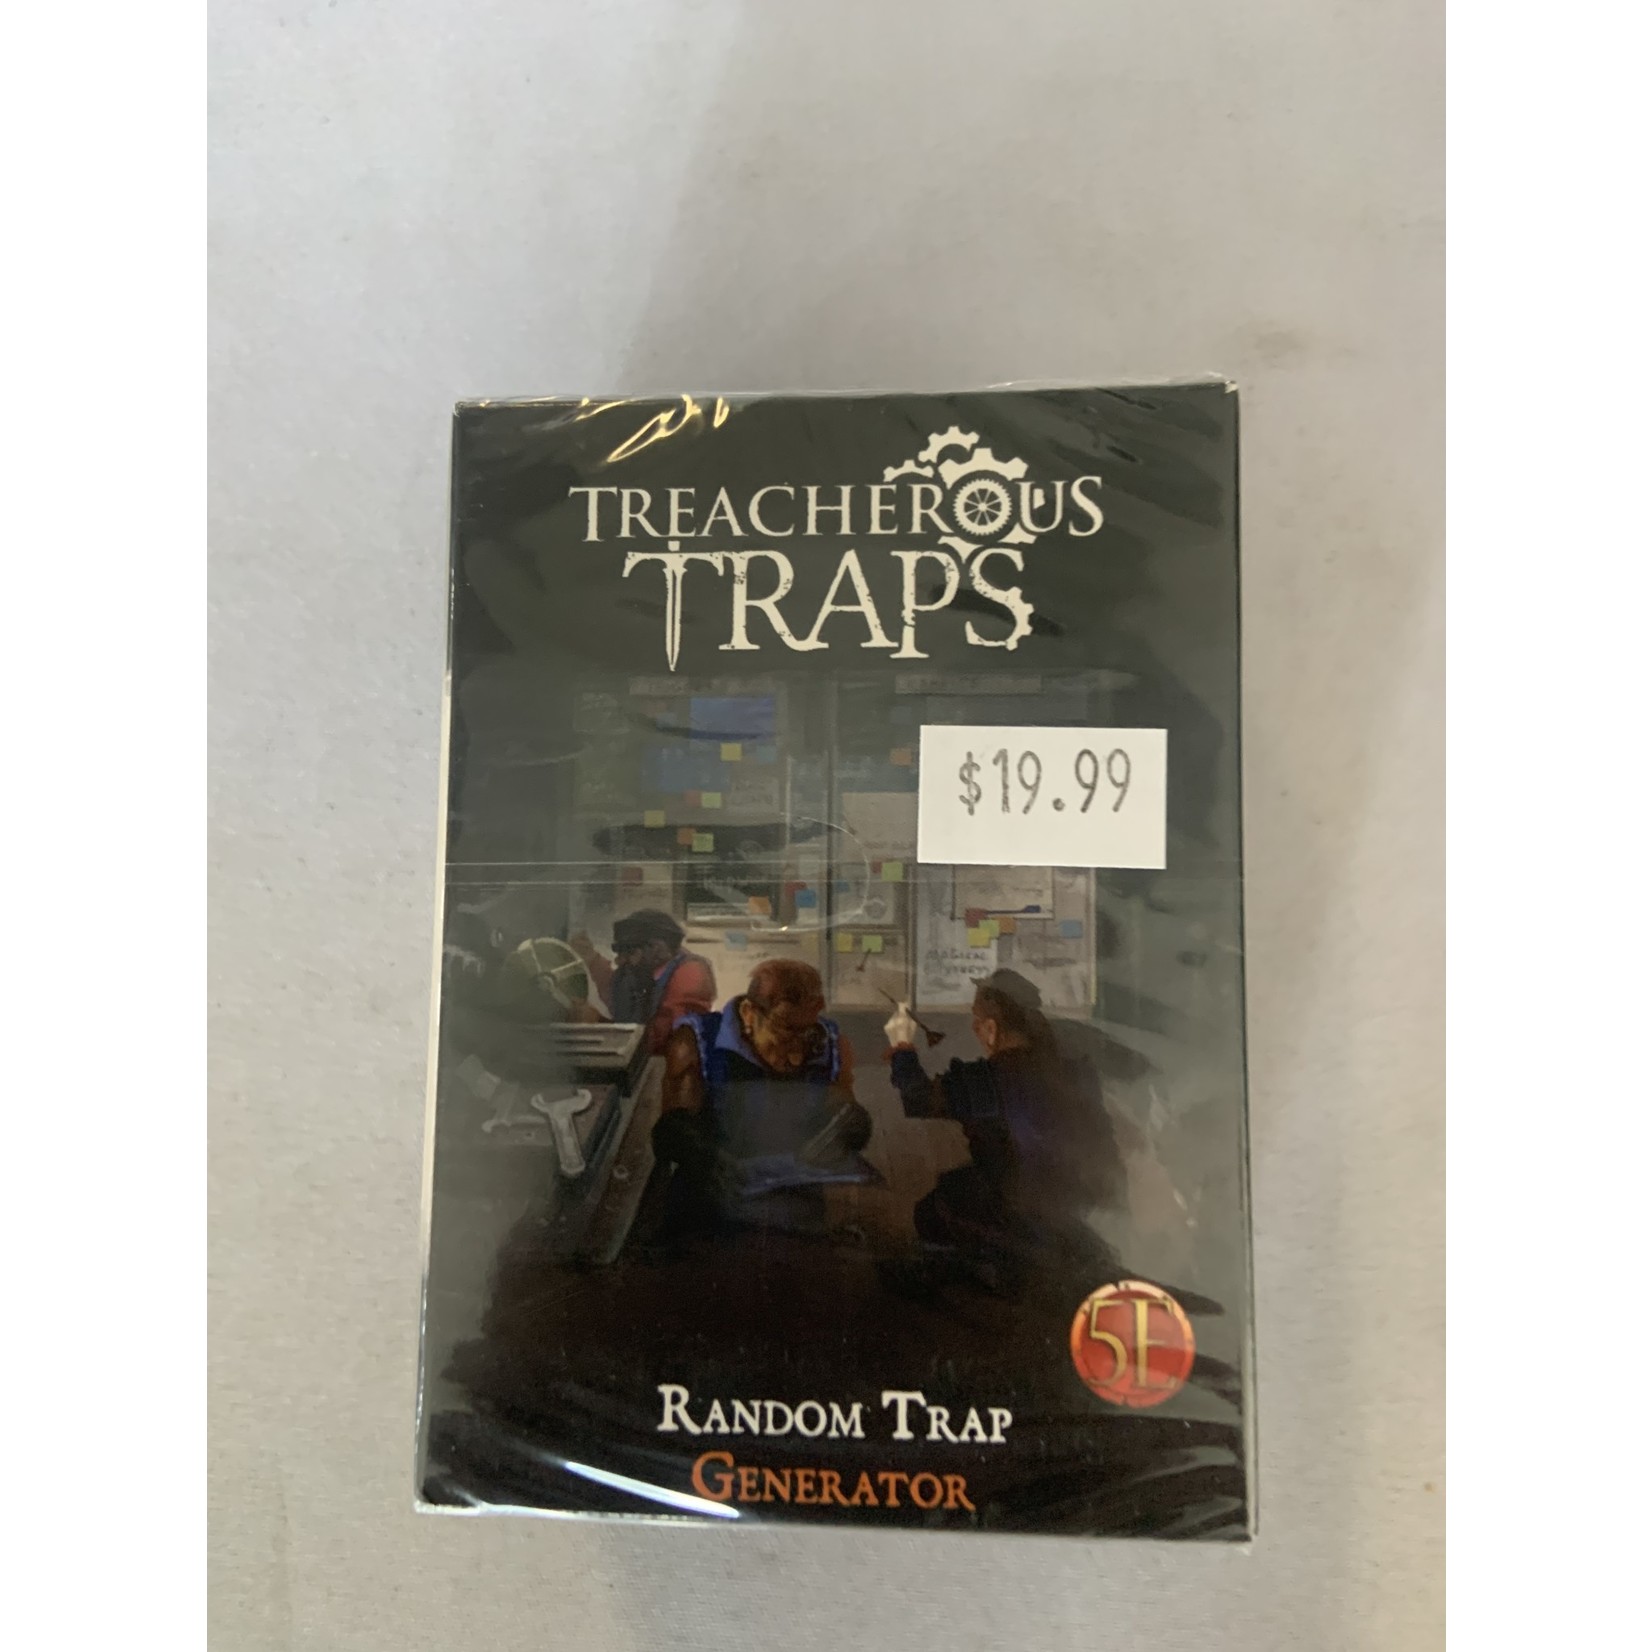 TREACHEROUS
TRAPS
$19.99
5E
RANDOM TRAP
GENERATOR